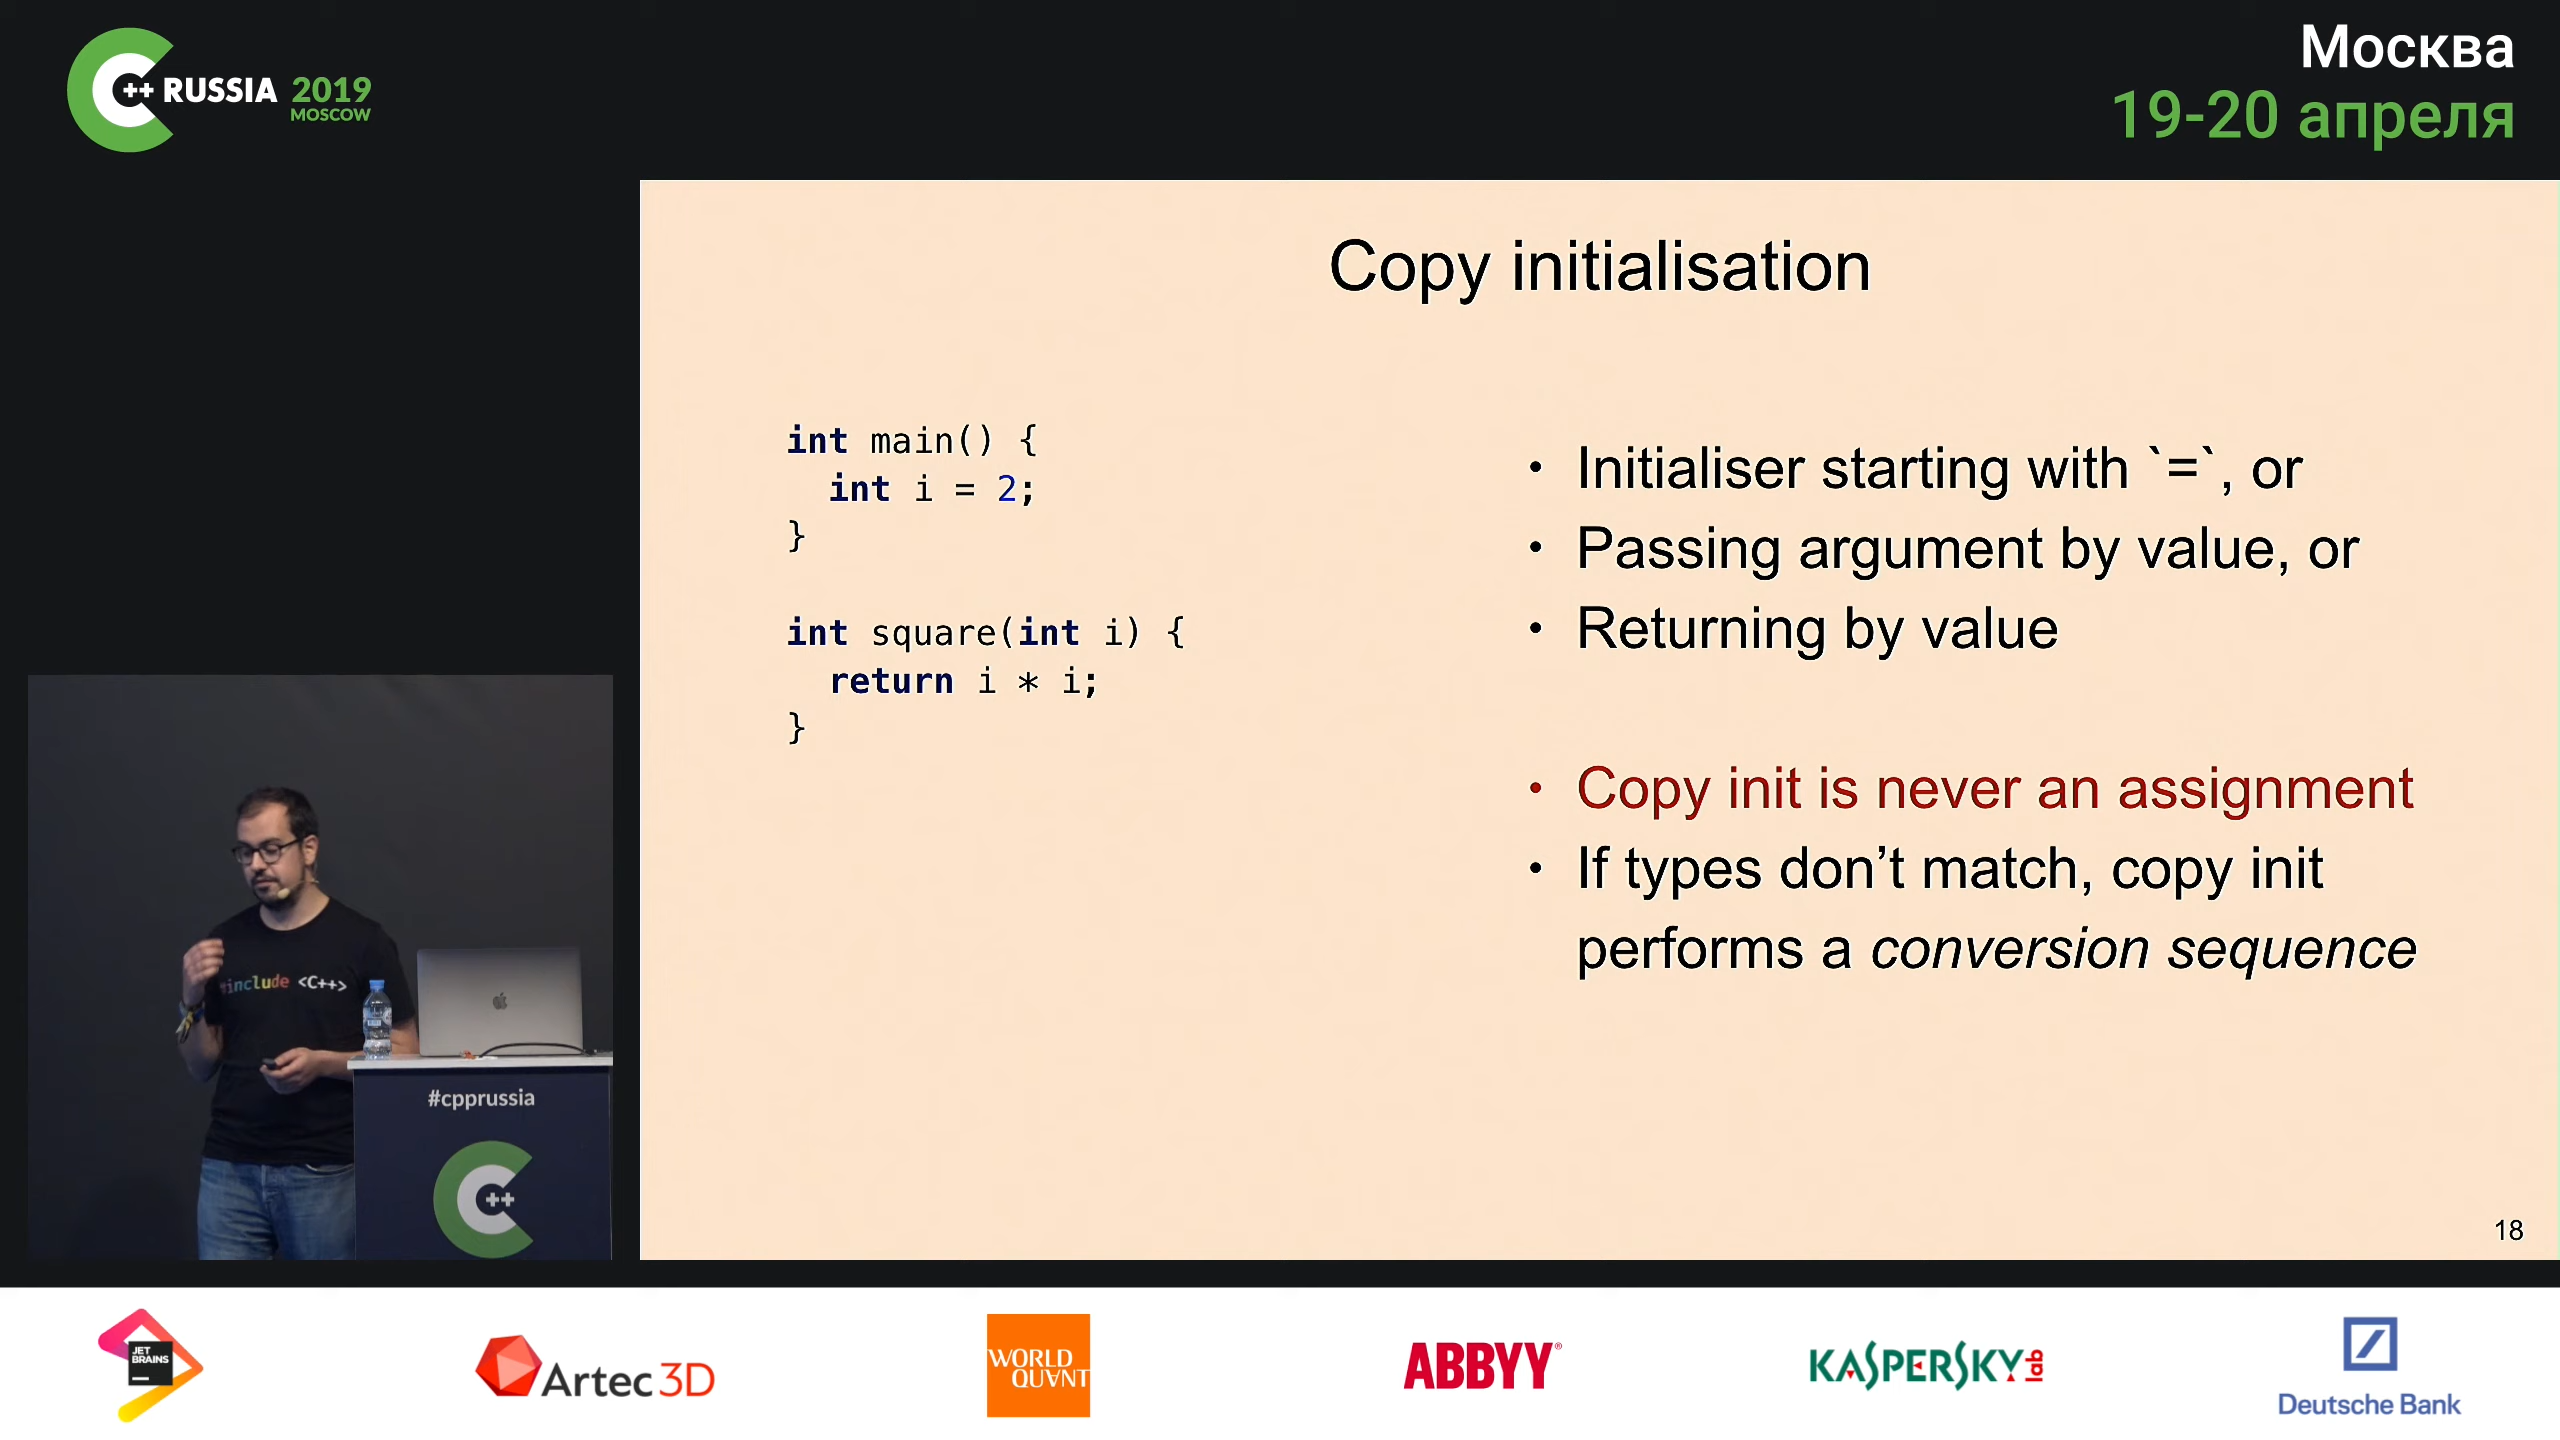 C++ RUSSIA 2019
MOSCOW
Москва
19-20 апреля
Copy initialisation
int main() {
  int i = 2;
}
int square(int i) {
  return i * i;
}
• Initialiser starting with `=`, or
• Passing argument by value, or
• Returning by value
• Copy init is never an assignment
• If types don’t match, copy init
performs a conversion sequence
18
#include <C++>
#cpprussia
C++
JET
BRAINS
Artec 3D
WORLD
QUANT
ABBYY®
KASPERSKY lab
Deutsche Bank